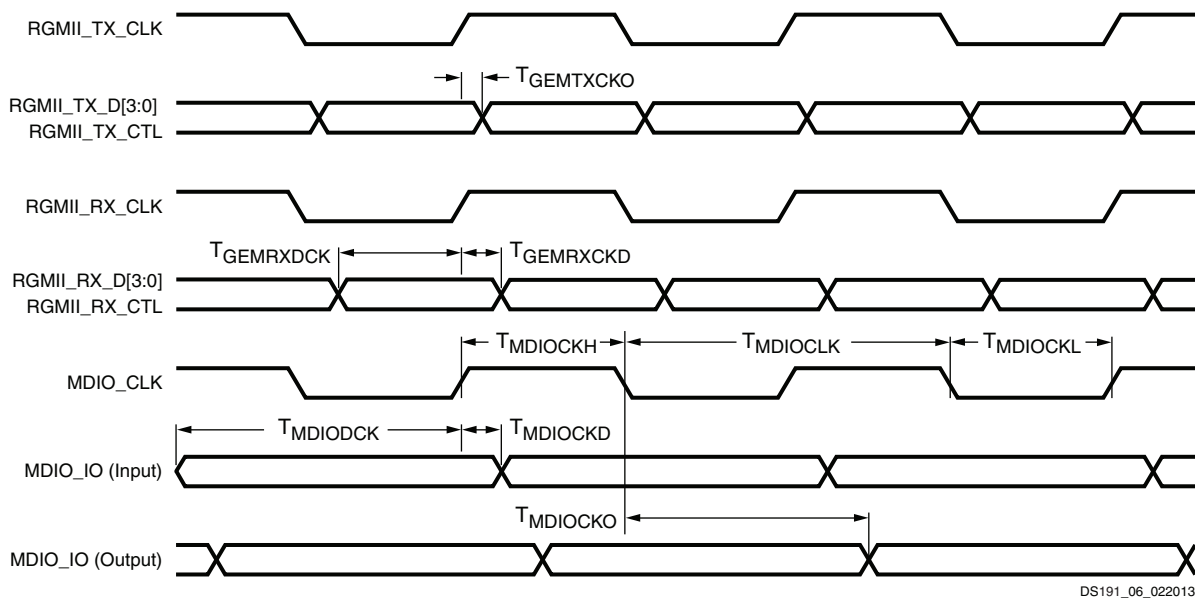 RGMII_TX_CLK
TGEMTXCKO
RGMII_TX_D[3:0]
RGMII_TX_CTL
RGMII_RX_CLK
TGEMRXDCK
TGEMRXCKD
RGMII_RX_D[3:0]
RGMII_RX_CTL
TMDIOCKH
TMDIOCLK
TMDIOCKL
MDIO_CLK
TMDIODCK
TMDIOCKD
MDIO_IO (Input)
TMDIOCKO
MDIO_IO (Output)
DS191_06_022013